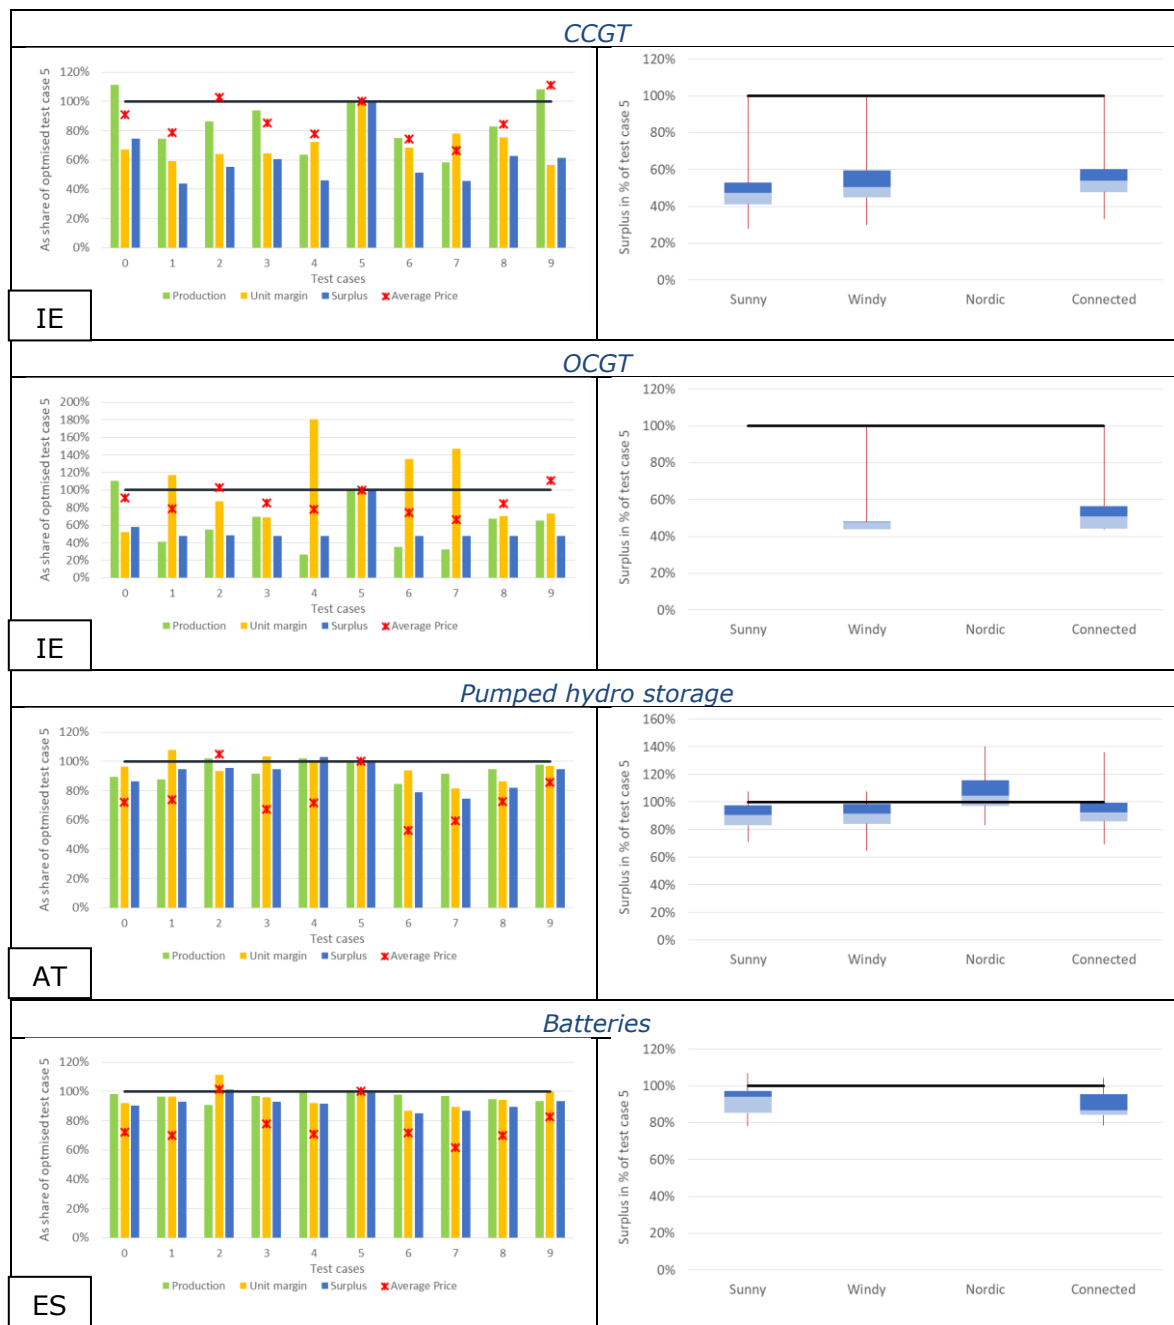 CCGT
As share of optmised test case 5
120%
100%
80%
60%
40%
20%
0%
0 1 2 3 4 5 6 7 8 9
Test cases
Production Unit margin Surplus Average Price
IE
Surplus in % of test case 5
120%
100%
80%
60%
40%
20%
0%
Sunny Windy Nordic Connected
OCGT
As share of optmised test case 5
200%
180%
160%
140%
120%
100%
80%
60%
40%
20%
0%
0 1 2 3 4 5 6 7 8 9
Test cases
Production Unit margin Surplus Average Price
IE
Surplus in % of test case 5
120%
100%
80%
60%
40%
20%
0%
Sunny Windy Nordic Connected
Pumped hydro storage
As share of optmised test case 5
120%
100%
80%
60%
40%
20%
0%
0 1 2 3 4 5 6 7 8 9
Test cases
Production Unit margin Surplus Average Price
AT
Surplus in % of test case 5
160%
140%
120%
100%
80%
60%
40%
20%
0%
Sunny Windy Nordic Connected
Batteries
As share of optmised test case 5
120%
100%
80%
60%
40%
20%
0%
0 1 2 3 4 5 6 7 8 9
Test cases
Production Unit margin Surplus Average Price
ES
Surplus in % of test case 5
120%
100%
80%
60%
40%
20%
0%
Sunny Windy Nordic Connected